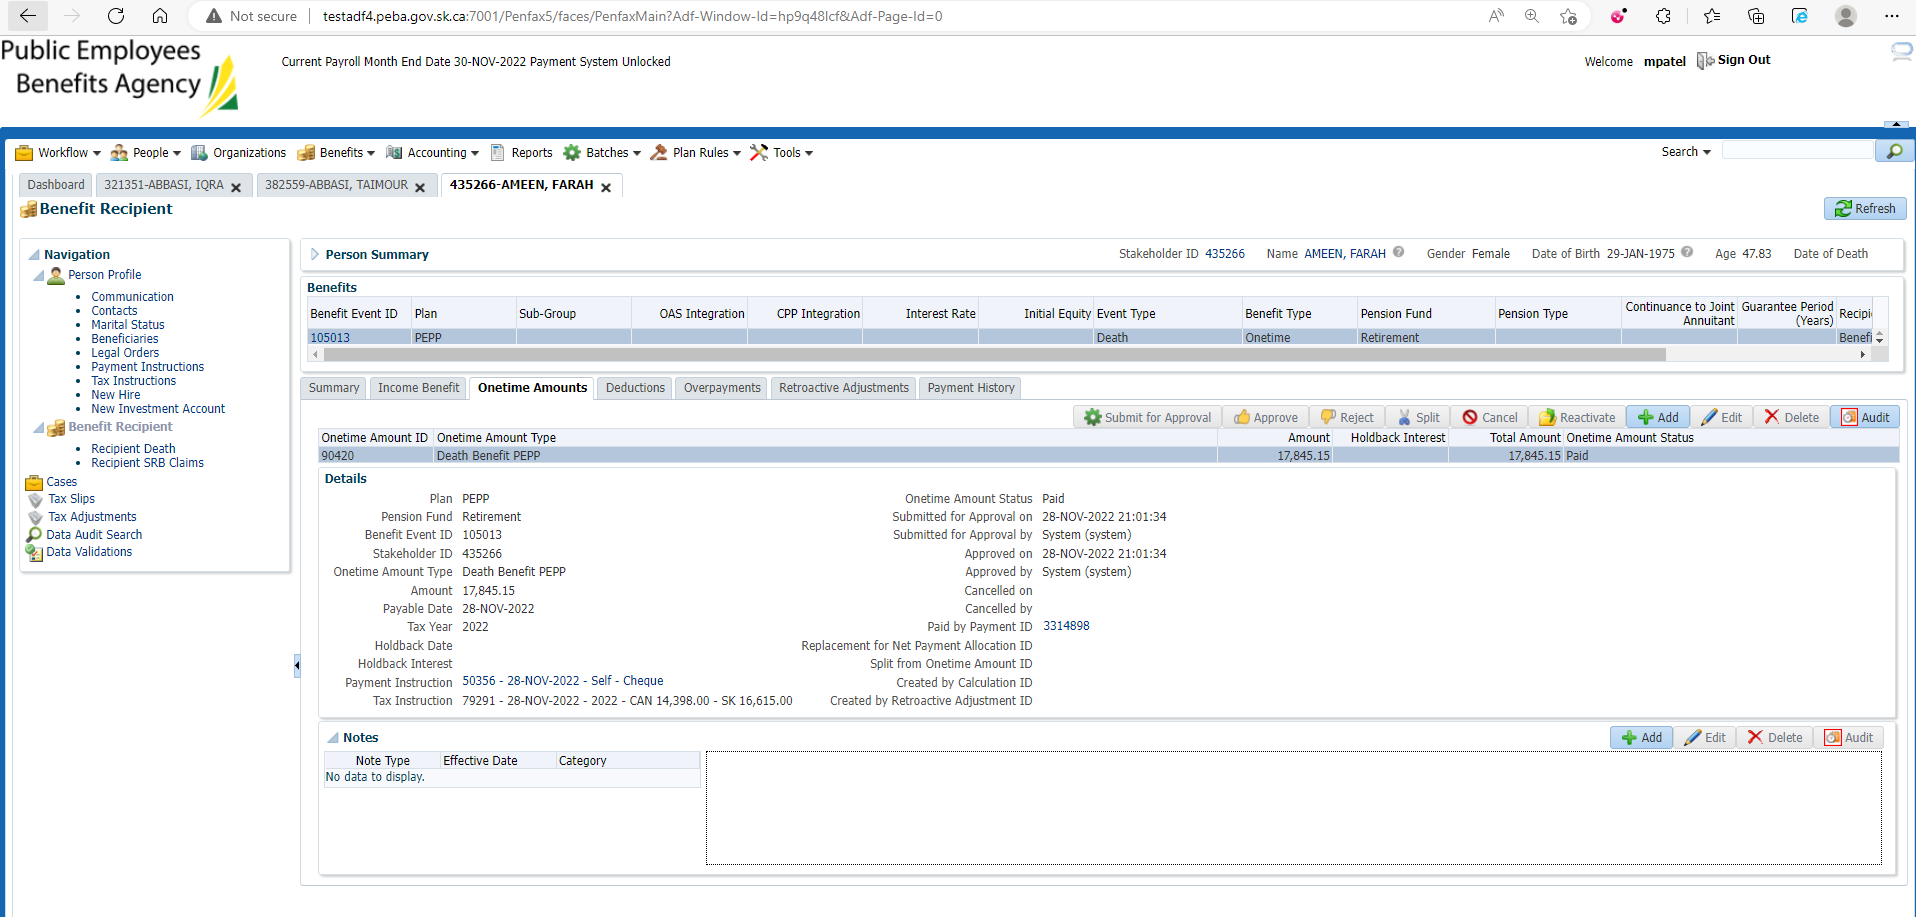 Not secure testadf4.peba.gov.sk.ca:7001/Penfax5/faces/PenfaxMain?Adf-Window-Id=hp9q48lcf&Adf-Page-Id=0
Public Employees
Benefits Agency
Current Payroll Month End Date 30-NOV-2022 Payment System Unlocked
Welcome mpatel Sign Out
Workflow People Organizations Benefits Accounting Reports Batches Plan Rules Tools Search
Dashboard 321351-ABBASI, IQRA 382559-ABBASI, TAIMOUR 435266-AMEEN, FARAH
Benefit Recipient
Refresh
Navigation
Person Profile
Communication
Contacts
Marital Status
Beneficiaries
Legal Orders
Payment Instructions
Tax Instructions
New Hire
New Investment Account
Benefit Recipient
Recipient Death
Recipient SRB Claims
Cases
Tax Slips
Tax Adjustments
Data Audit Search
Data Validations
Person Summary Stakeholder ID 435266 Name AMEEN, FARAH Gender Female Date of Birth 29-JAN-1975 Age 47.83 Date of Death
Benefits
Benefit Event ID Plan Sub-Group OAS Integration CPP Integration Interest Rate Initial Equity Event Type Benefit Type Pension Fund Pension Type Continuance to Joint Annuitant Guarantee Period (Years) Recipi
105013 PEPP Death Onetime Retirement Benefi
Summary Income Benefit Onetime Amounts Deductions Overpayments Retroactive Adjustments Payment History
Submit for Approval Approve Reject Split Cancel Reactivate Add Edit Delete Audit
Onetime Amount ID Onetime Amount Type Amount Holdback Interest Total Amount Onetime Amount Status
90420 Death Benefit PEPP 17,845.15 17,845.15 Paid
Details
Plan PEPP Onetime Amount Status Paid
Pension Fund Retirement Submitted for Approval on 28-NOV-2022 21:01:34
Benefit Event ID 105013 Submitted for Approval by System (system)
Stakeholder ID 435266 Approved on 28-NOV-2022 21:01:34
Onetime Amount Type Death Benefit PEPP Approved by System (system)
Amount 17,845.15 Cancelled on
Payable Date 28-NOV-2022 Cancelled by
Tax Year 2022 Paid by Payment ID 3314898
Holdback Date Replacement for Net Payment Allocation ID
Holdback Interest Split from Onetime Amount ID
Payment Instruction 50356 - 28-NOV-2022 - Self - Cheque Created by Calculation ID
Tax Instruction 79291 - 28-NOV-2022 - 2022 - CAN 14,398.00 - SK 16,615.00 Created by Retroactive Adjustment ID
Notes
Add Edit Delete Audit
Note Type Effective Date Category
No data to display.